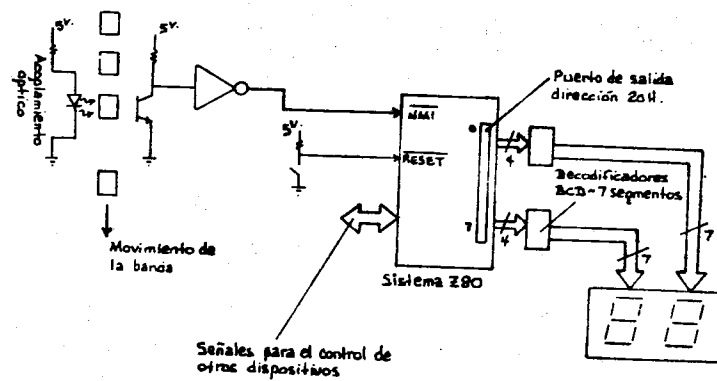 5V.
5V.
Acoplamiento
optico
Puerto de salida
dirección 20H.
NMI
5V.
RESET
0
7
4
4
Decodificadores
BCD-7 segmentos
7
7
Movimiento de
la banda
Sistema Z80
Señales para el control de
otros dispositivos